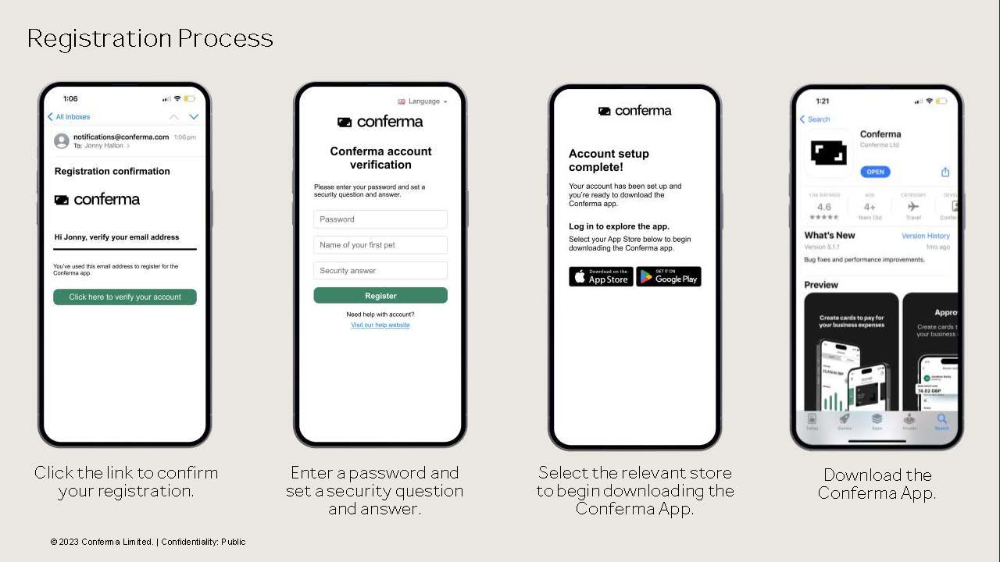 Registration Process
1:06
All Inboxes
notifications@conferma.com 1:06pm
To: Jonny Halton
Registration confirmation
conferma
Hi Jonny, verify your email address
You've used this email address to register for the
Conferma app.
Click here to verify your account
Click the link to confirm
your registration.
Language
conferma
Conferma account
verification
Please enter your password and set a
security question and answer.
Password
Name of your first pet
Security answer
Register
Need help with account?
Visit our help website
Enter a password and
set a security question
and answer.
conferma
Account setup
complete!
Your account has been set up and
you're ready to download the
Conferma app.
Log in to explore the app.
Select your App Store below to begin
downloading the Conferma app.
Download on the
App Store
GET IT ON
Google Play
Select the relevant store
to begin downloading the
Conferma App.
1:21
Search
Conferma
Conferma Ltd
OPEN
RATINGS AGE CATEGORY
4.6 4+
Years Old Travel
What's New Version History
Version 5.1.1 1mo ago
Bug fixes and performance improvements.
Preview
Create cards to pay for
your business expenses
Appro
Create cards t
your business
74.02 GBP
Today Games Apps Arcade Search
Download the
Conferma App.
© 2023 Conferma Limited. | Confidentiality: Public